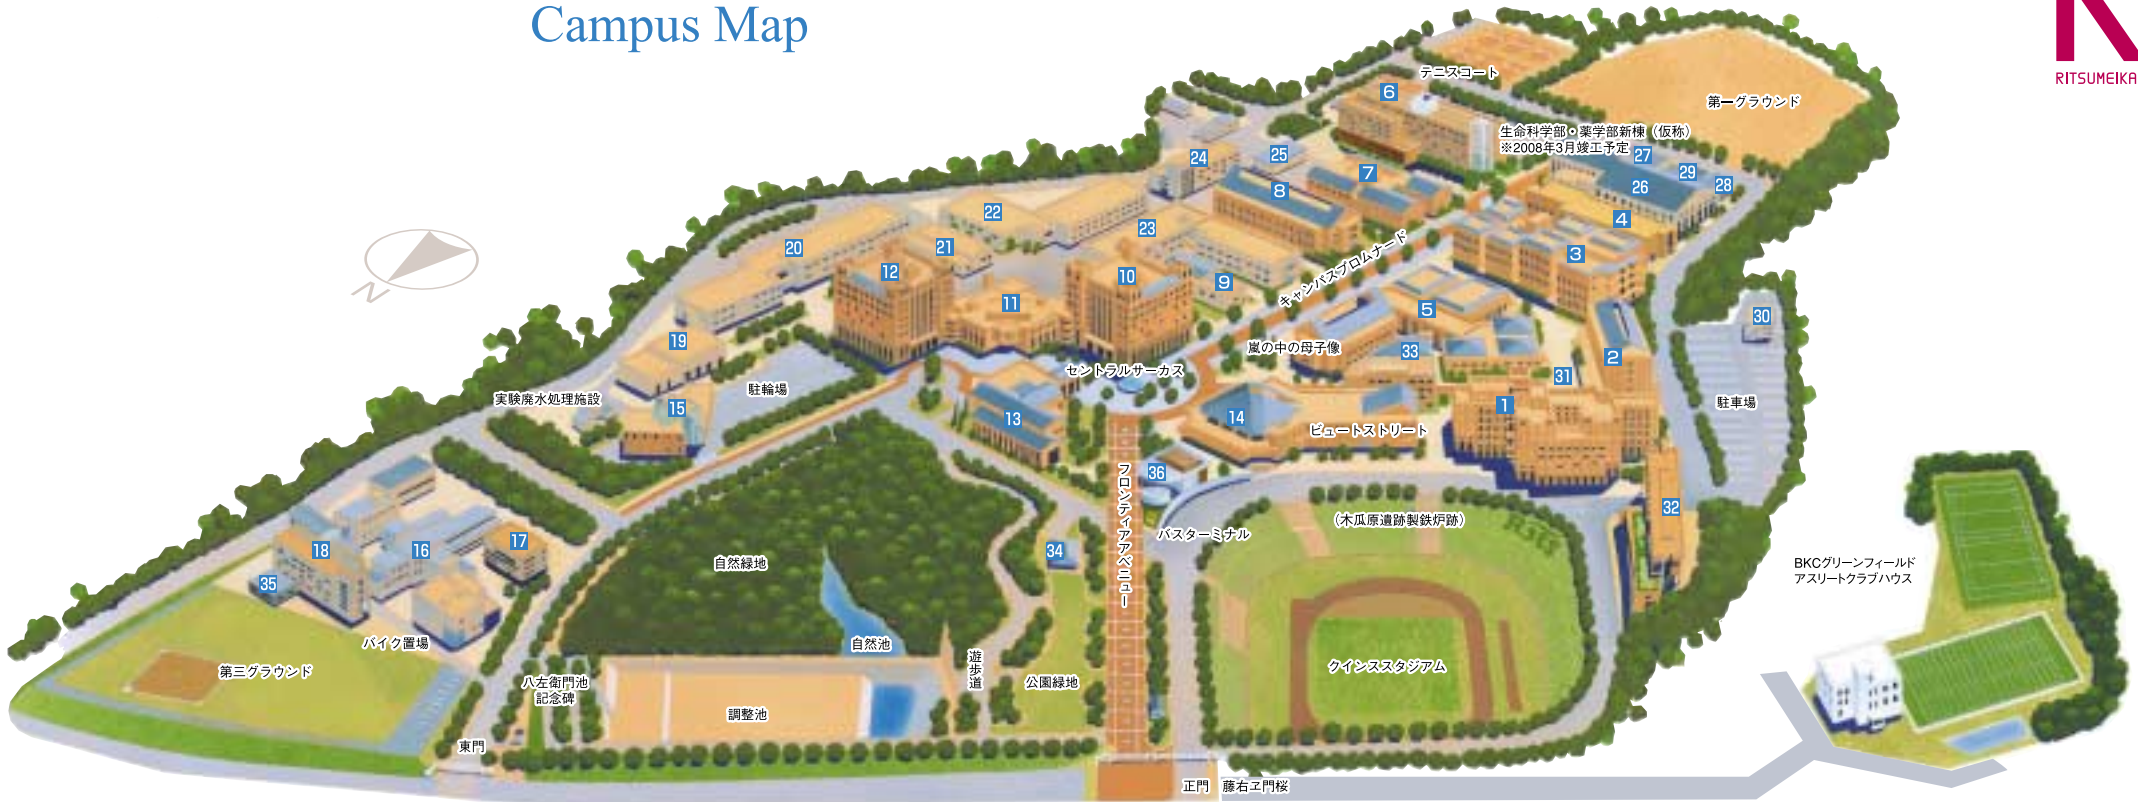 Campus Map
RITSUMEIKA
テニスコート
6
第一グラウンド
生命科学部・薬学部新棟（仮称）
※2008年3月竣工予定
27
24
25
7
29
26
28
8
22
4
23
20
21
3
キャンパスプロムナード
12
10
9
N
11
5
30
19
嵐の中の母子像
33
2
セントラルサーカス
31
駐輪場
実験廃水処理施設
15
駐車場
13
14
1
ビュートストリート
フロンティアアベニュー
36
32
（木瓜原遺跡製鉄炉跡）
バスターミナル
17
18
16
34
自然緑地
35
BKCグリーンフィールド
アスリートクラブハウス
バイク置場
自然池
遊歩道
クインススタジアム
第三グラウンド
八左衛門池
記念碑
公園緑地
調整池
東門
正門
藤右ヱ門桜